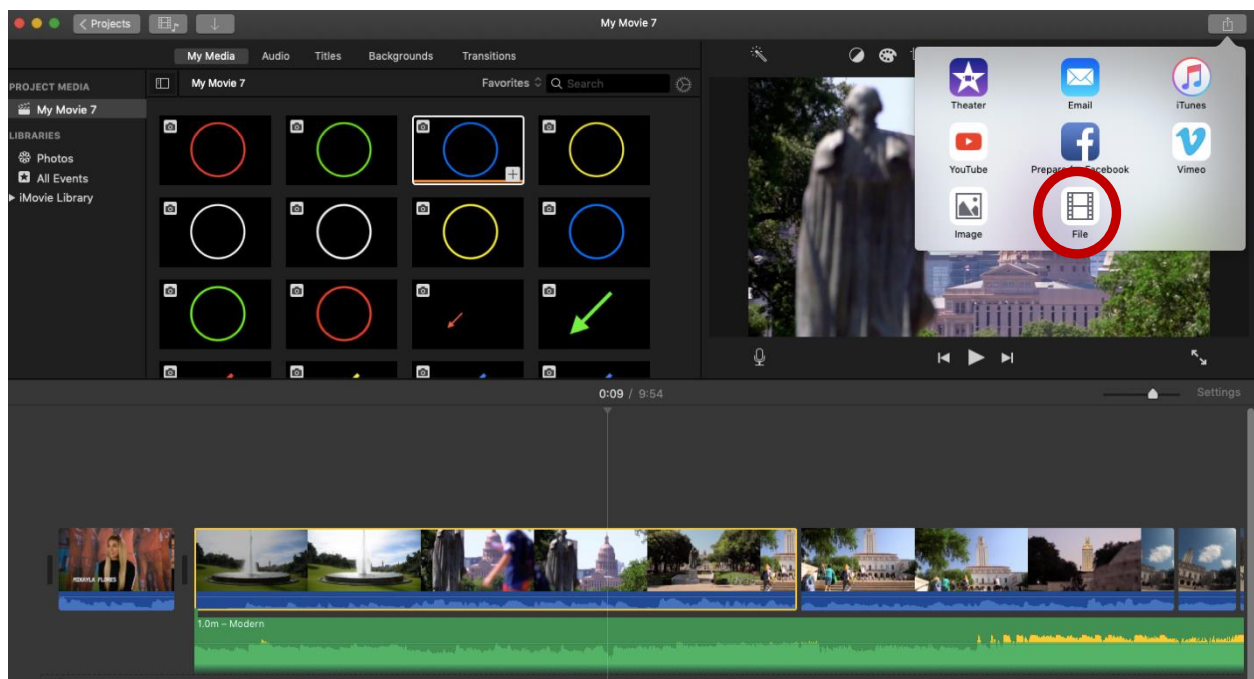 Projects
My Movie 7
My Media Audio Titles Backgrounds Transitions
PROJECT MEDIA
My Movie 7
LIBRARIES
Photos
All Events
iMovie Library
My Movie 7
Favorites
Search
Theater Email iTunes
YouTube Prepare for Facebook Vimeo
Image File
0:09 / 9:54
Settings
MIKAYLA FLORES
1.0m – Modern